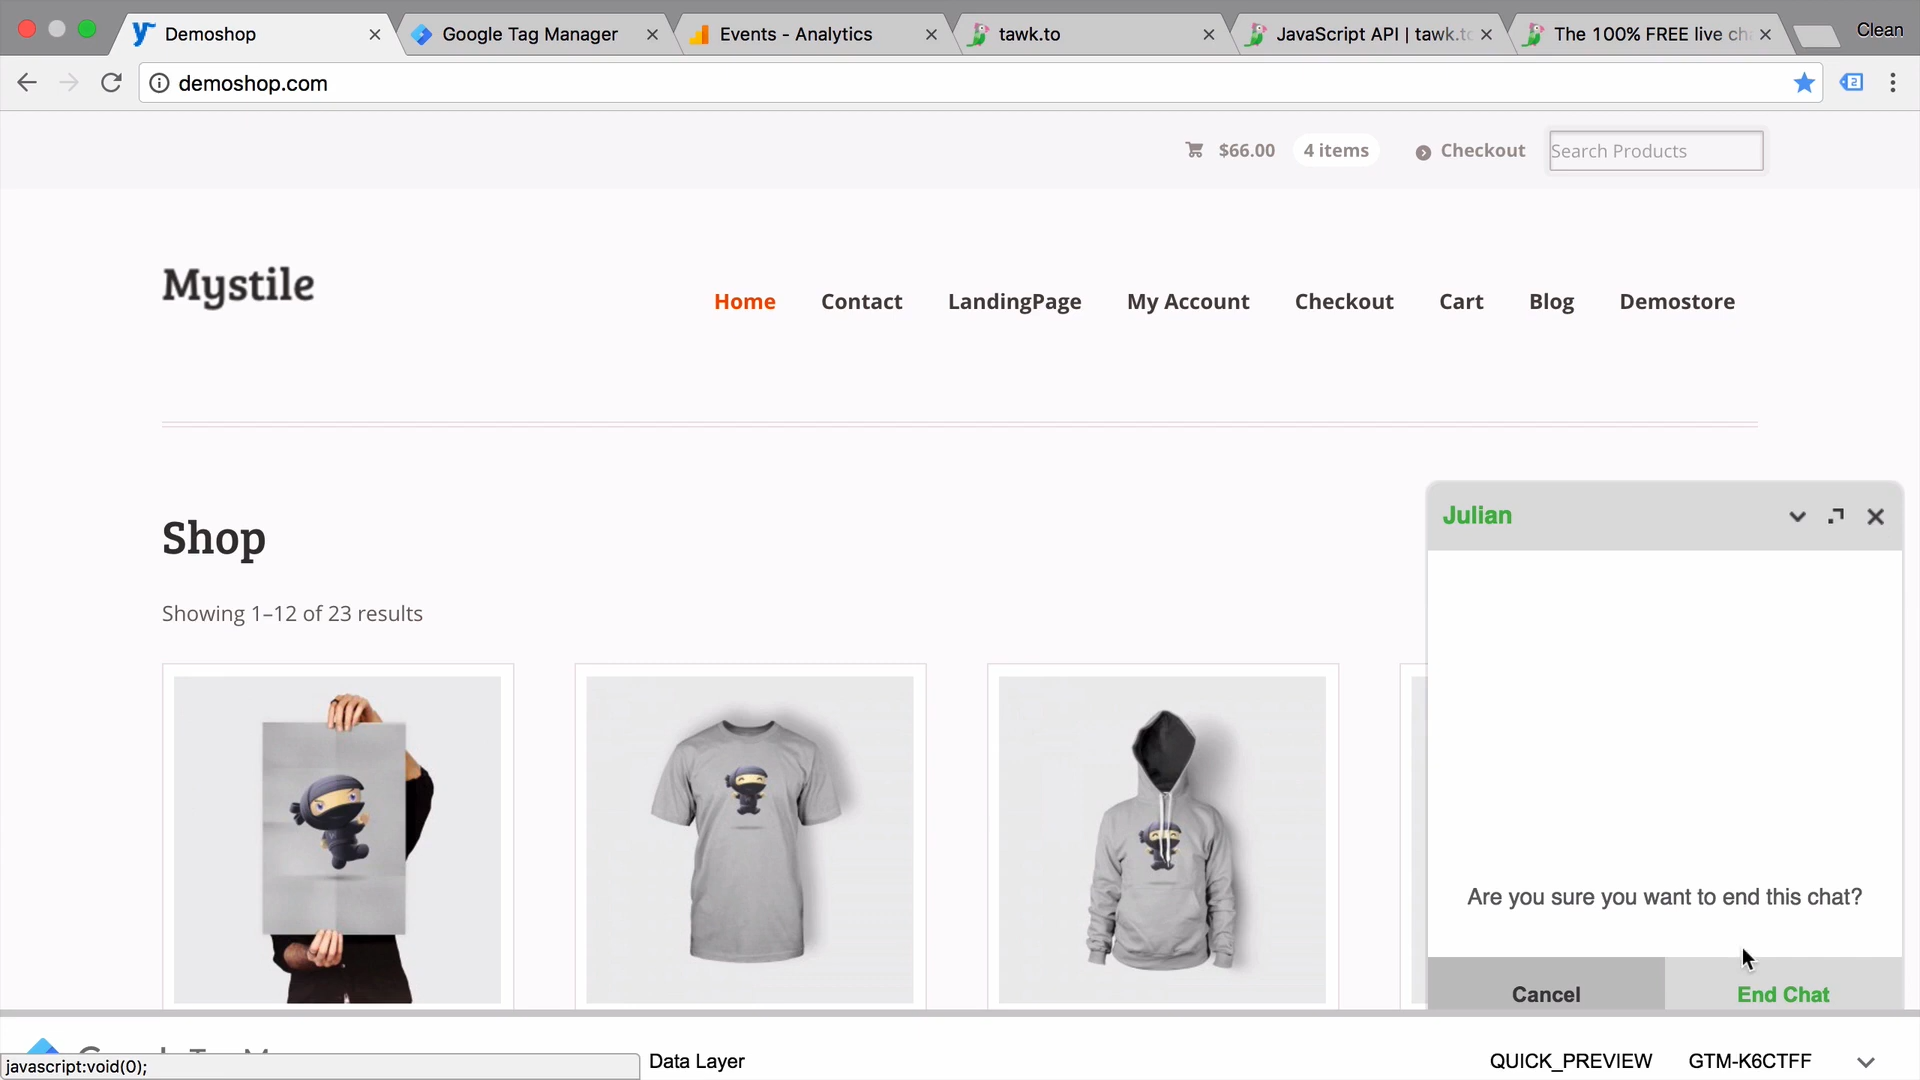 Demoshop
Google Tag Manager
Events - Analytics
tawk.to
JavaScript API | tawk.to
The 100% FREE live ch
Clean
demoshop.com
2
$66.00 4 items Checkout Search Products
Mystile
Home Contact LandingPage My Account Checkout Cart Blog Demostore
Shop
Showing 1–12 of 23 results
Julian
Are you sure you want to end this chat?
Cancel End Chat
javascript:void(0);
Data Layer
QUICK_PREVIEW GTM-K6CTFF